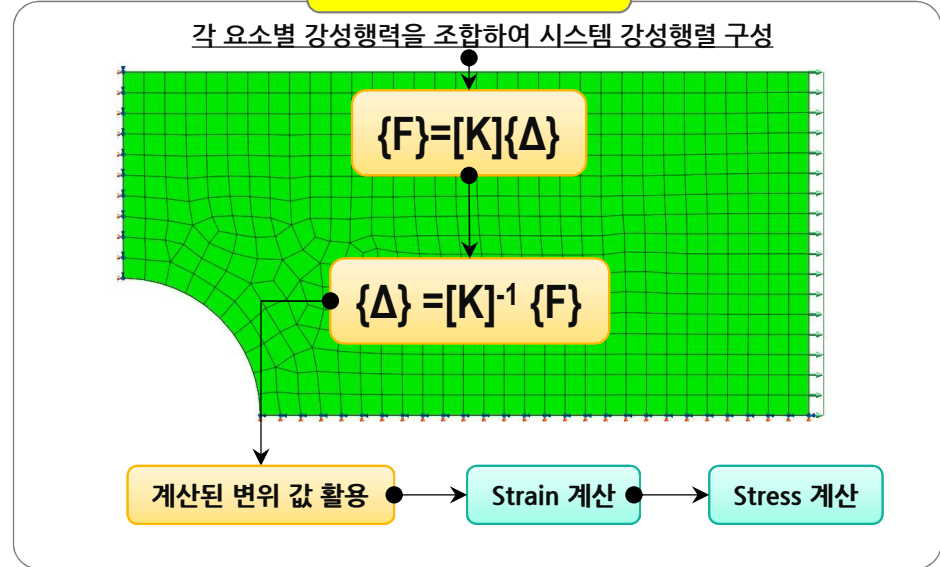 각 요소별 강성행력을 조합하여 시스템 강성행렬 구성
{F}=[K]{Δ}
{Δ} =[K]-1 {F}
계산된 변위 값 활용
Strain 계산
Stress 계산